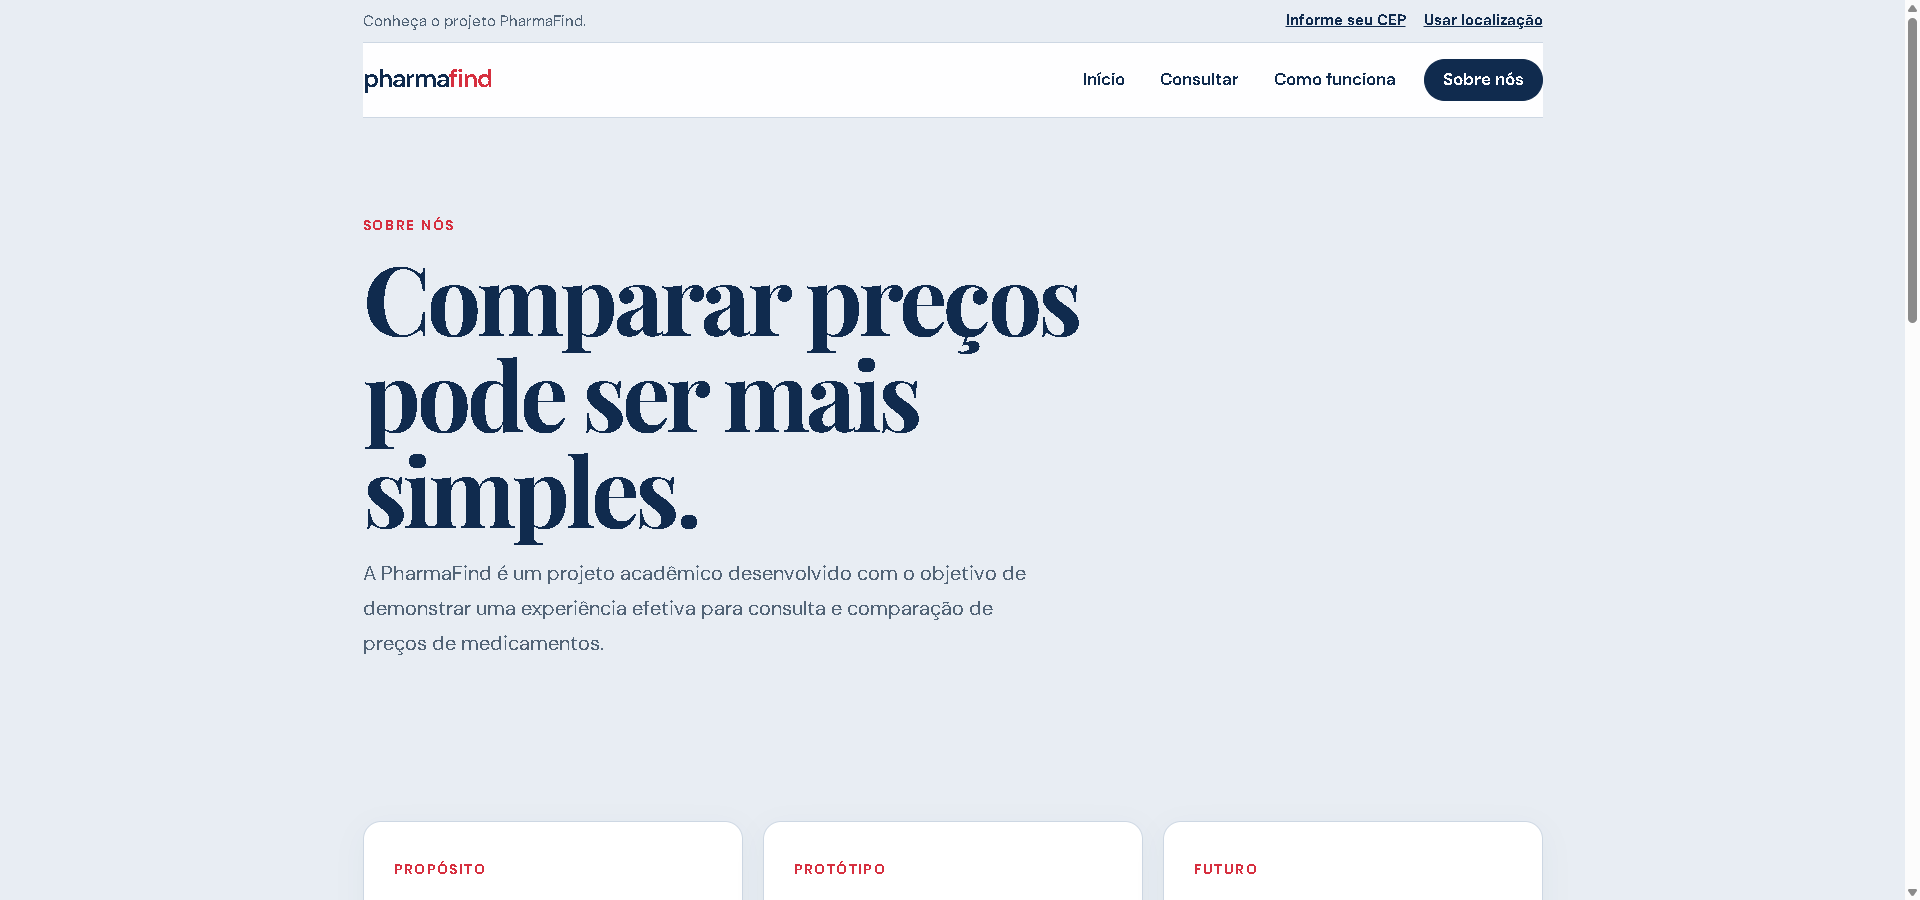 Conheça o projeto PharmaFind.
Informe seu CEP Usar localização
pharmafind
Início Consultar Como funciona Sobre nós
SOBRE NÓS
Comparar preços
pode ser mais
simples.
A PharmaFind é um projeto acadêmico desenvolvido com o objetivo de
demonstrar uma experiência efetiva para consulta e comparação de
preços de medicamentos.
PROPÓSITO
PROTÓTIPO
FUTURO